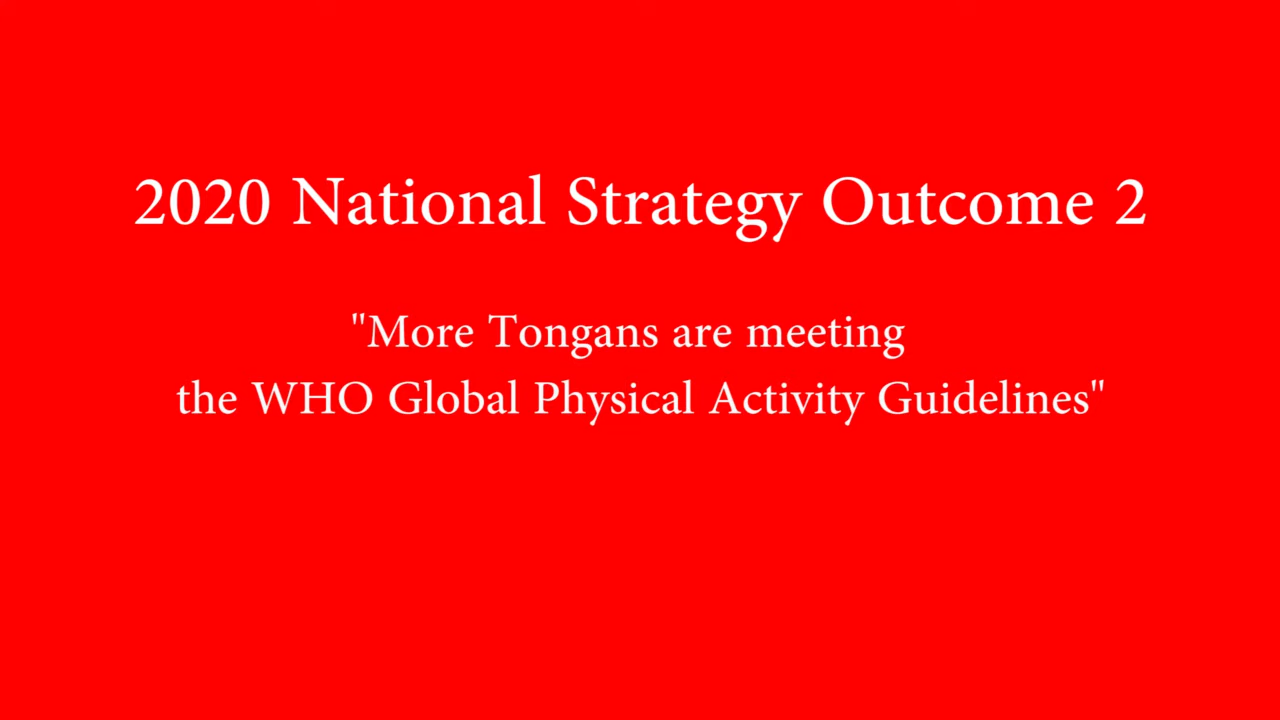 2020 National Strategy Outcome 2
"More Tongans are meeting
the WHO Global Physical Activity Guidelines"